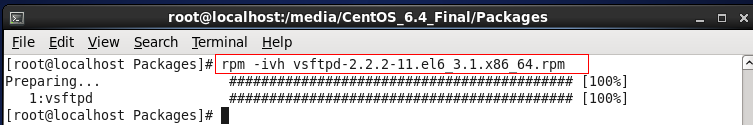 root@localhost:/media/CentOS_6.4_Final/Packages
File Edit View Search Terminal Help
[root@localhost Packages]# rpm -ivh vsftpd-2.2.2-11.el6_3.1.x86_64.rpm
Preparing... ########################################### [100%]
1:vsftpd ########################################### [100%]
[root@localhost Packages]#